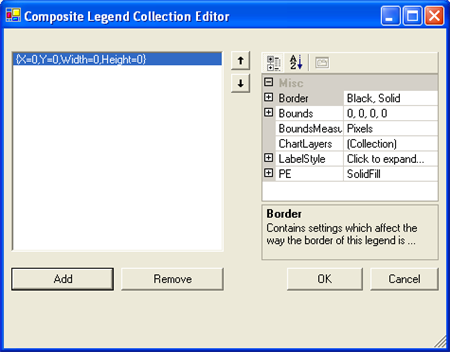 Composite Legend Collection Editor
{X=0,Y=0,Width=0,Height=0}
Misc
Border Black, Solid
Bounds 0, 0, 0, 0
BoundsMeasu Pixels
ChartLayers (Collection)
LabelStyle Click to expand...
PE SolidFill
Border
Contains settings which affect the
way the border of this legend is ...
Add Remove OK Cancel